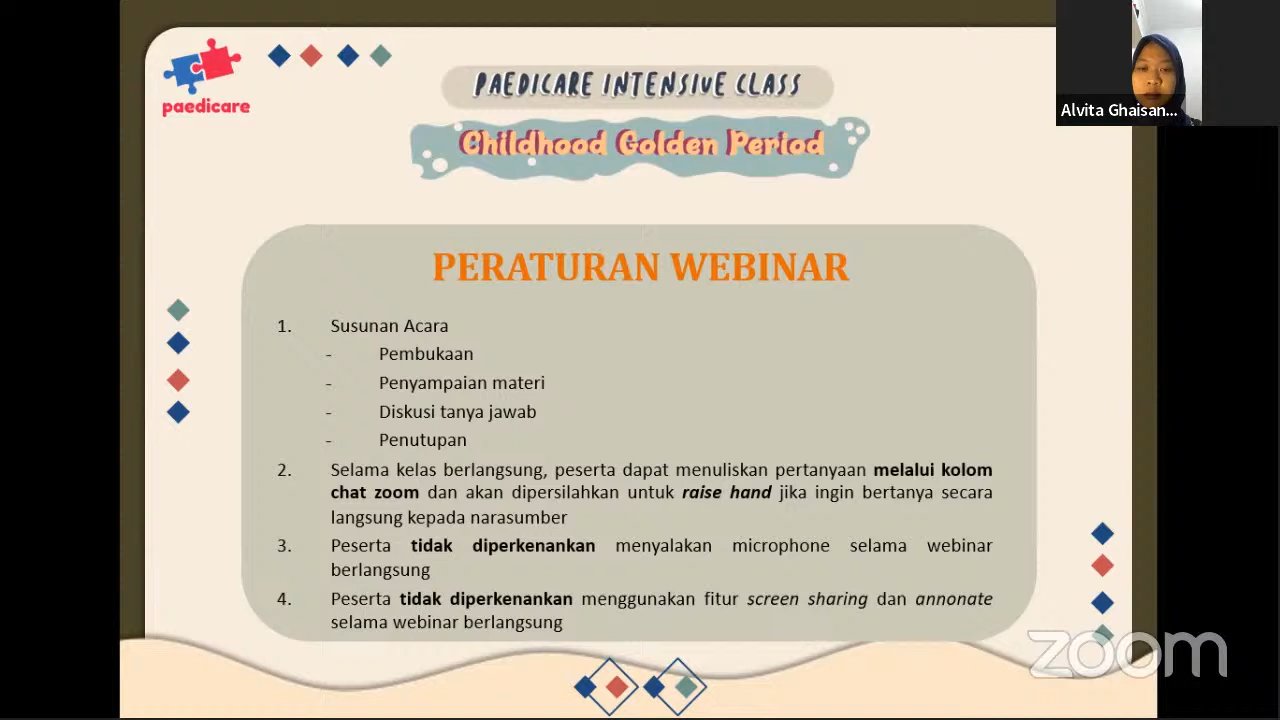 paedicare
PAEDICARE INTENSIVE CLASS
Childhood Golden Period
Alvita Ghaisan...
PERATURAN WEBINAR
1. Susunan Acara
- Pembukaan
- Penyampaian materi
- Diskusi tanya jawab
- Penutupan
2. Selama kelas berlangsung, peserta dapat menuliskan pertanyaan melalui kolom
chat zoom dan akan dipersilahkan untuk raise hand jika ingin bertanya secara
langsung kepada narasumber
3. Peserta tidak diperkenankan menyalakan microphone selama webinar
berlangsung
4. Peserta tidak diperkenankan menggunakan fitur screen sharing dan annonate
selama webinar berlangsung
zoom